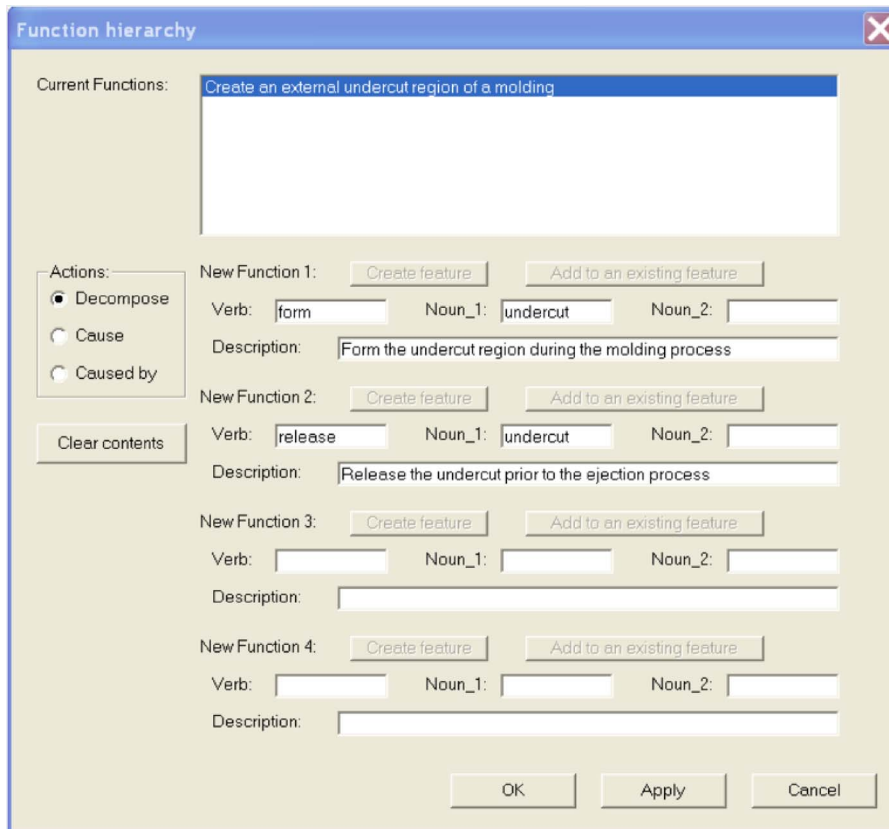 Function hierarchy
Current Functions:
Create an external undercut region of a molding
Actions:
Decompose
Cause
Caused by
Clear contents
New Function 1: Create feature Add to an existing feature
Verb: form Noun_1: undercut Noun_2:
Description: Form the undercut region during the molding process
New Function 2: Create feature Add to an existing feature
Verb: release Noun_1: undercut Noun_2:
Description: Release the undercut prior to the ejection process
New Function 3: Create feature Add to an existing feature
Verb: Noun_1: Noun_2:
Description:
New Function 4: Create feature Add to an existing feature
Verb: Noun_1: Noun_2:
Description:
OK Apply Cancel